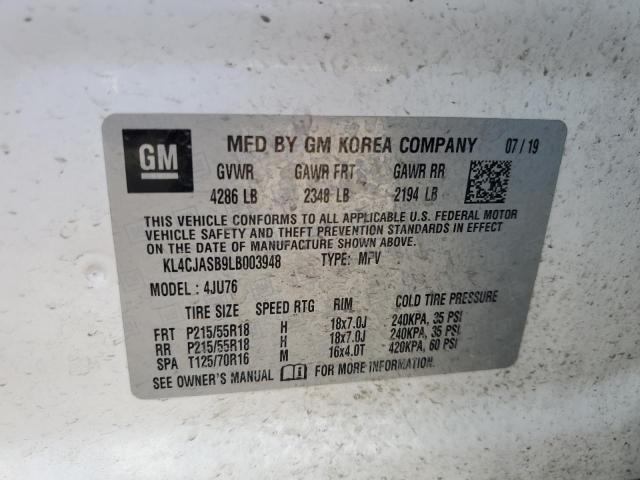 GM MFD BY GM KOREA COMPANY 07/19
GVWR GAWR FRT GAWR RR
4286 LB 2348 LB 2194 LB
THIS VEHICLE CONFORMS TO ALL APPLICABLE U.S. FEDERAL MOTOR
VEHICLE SAFETY AND THEFT PREVENTION STANDARDS IN EFFECT
ON THE DATE OF MANUFACTURE SHOWN ABOVE.
KL4CJASB9LB003948 TYPE: MPV
MODEL: 4JU76
TIRE SIZE SPEED RTG RIM COLD TIRE PRESSURE
FRT P215/55R18 H 18x7.0J 240KPA, 35 PSI
RR P215/55R18 H 18x7.0J 240KPA, 35 PSI
SPA T125/70R16 M 16x4.0T 420KPA, 60 PSI
SEE OWNER'S MANUAL FOR MORE INFORMATION.